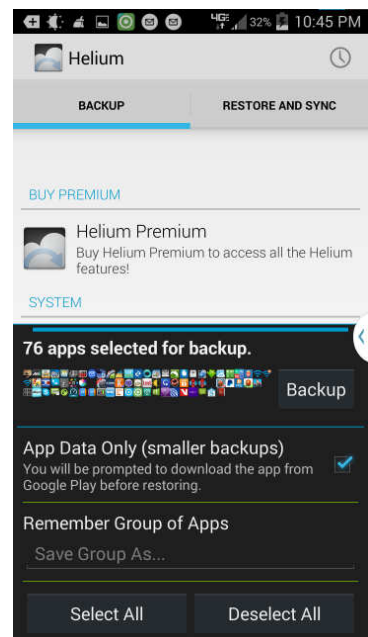 4G 32% 10:45 PM
Helium
BACKUP RESTORE AND SYNC
BUY PREMIUM
Helium Premium
Buy Helium Premium to access all the Helium
features!
SYSTEM
76 apps selected for backup.
Backup
App Data Only (smaller backups)
You will be prompted to download the app from
Google Play before restoring.
Remember Group of Apps
Save Group As...
Select All Deselect All